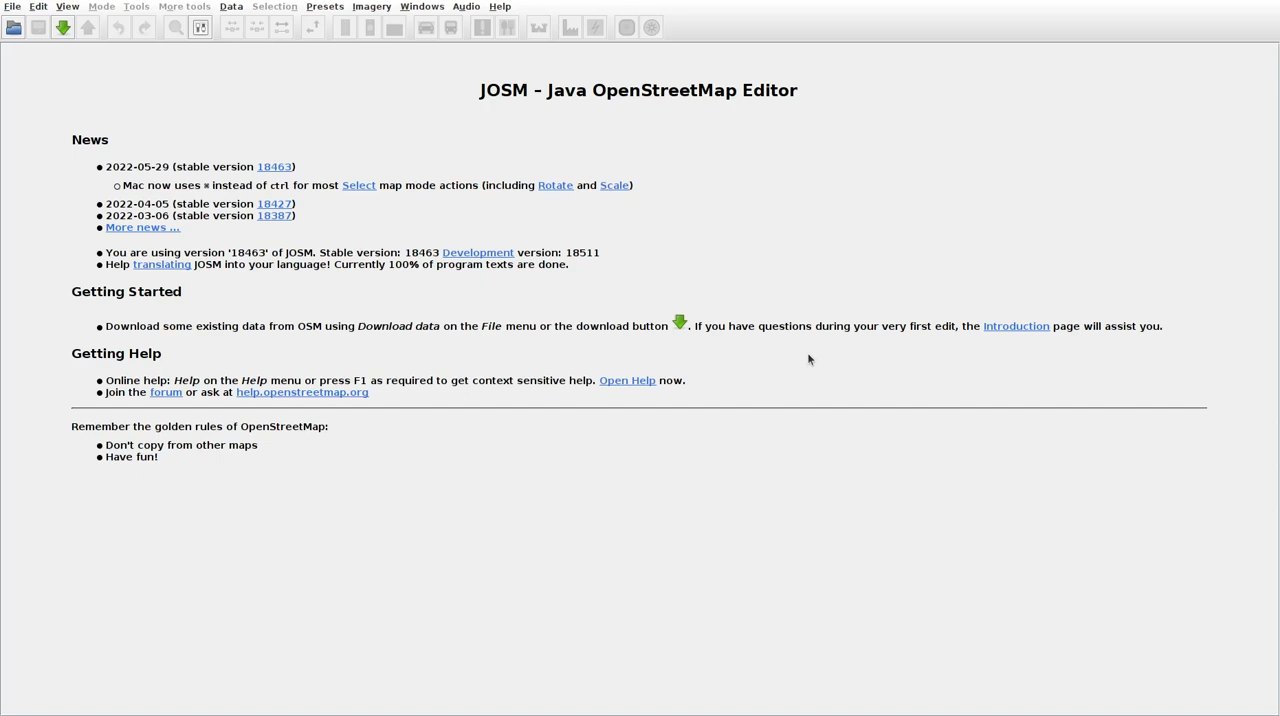 File Edit View Mode Tools More tools Data Selection Presets Imagery Windows Audio Help
JOSM – Java OpenStreetMap Editor
News
2022-05-29 (stable version 18463)
Mac now uses ⌘ instead of ctrl for most Select map mode actions (including Rotate and Scale)
2022-04-05 (stable version 18427)
2022-03-06 (stable version 18387)
More news ...
You are using version '18463' of JOSM. Stable version: 18463 Development version: 18511
Help translating JOSM into your language! Currently 100% of program texts are done.
Getting Started
Download some existing data from OSM using Download data on the File menu or the download button . If you have questions during your very first edit, the Introduction page will assist you.
Getting Help
Online help: Help on the Help menu or press F1 as required to get context sensitive help. Open Help now.
Join the forum or ask at help.openstreetmap.org
Remember the golden rules of OpenStreetMap:
Don't copy from other maps
Have fun!